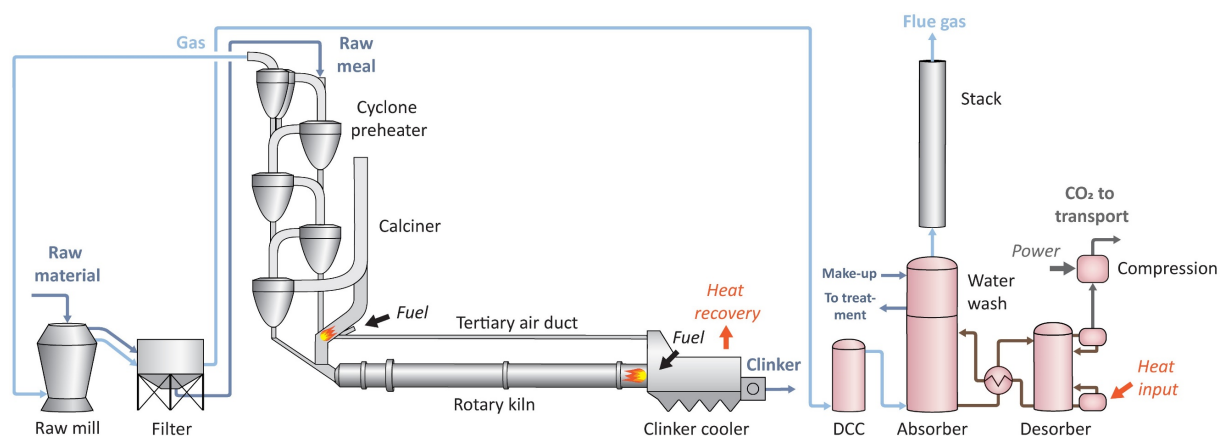 Flue gas
Gas
Raw
meal
Stack
Cyclone
preheater
CO₂ to
transport
Calciner
Raw
material
Power
Compression
Make-up
Water
wash
To treat-
ment
Heat
recovery
Fuel
Tertiary air duct
Fuel
Clinker
Heat
input
Rotary kiln
Raw mill
Filter
Clinker cooler
DCC
Absorber
Desorber